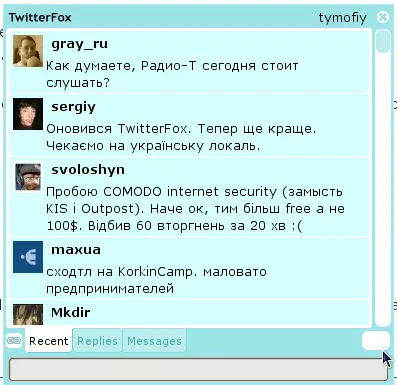 TwitterFox tymofiy
gray_ru
Как думаете, Радио-Т сегодня стоит
слушать?
sergiy
Оновився TwitterFox. Тепер ще краще.
Чекаємо на українську локаль.
svoloshyn
Пробою COMODO internet security (замысть
KIS і Outpost). Наче ок, тим більш free а не
100$. Відбив 60 вторгнень за 20 хв :(
maxua
сходтл на KorkinCamp. маловато
предпринимателей
Mkdir
Recent Replies Messages